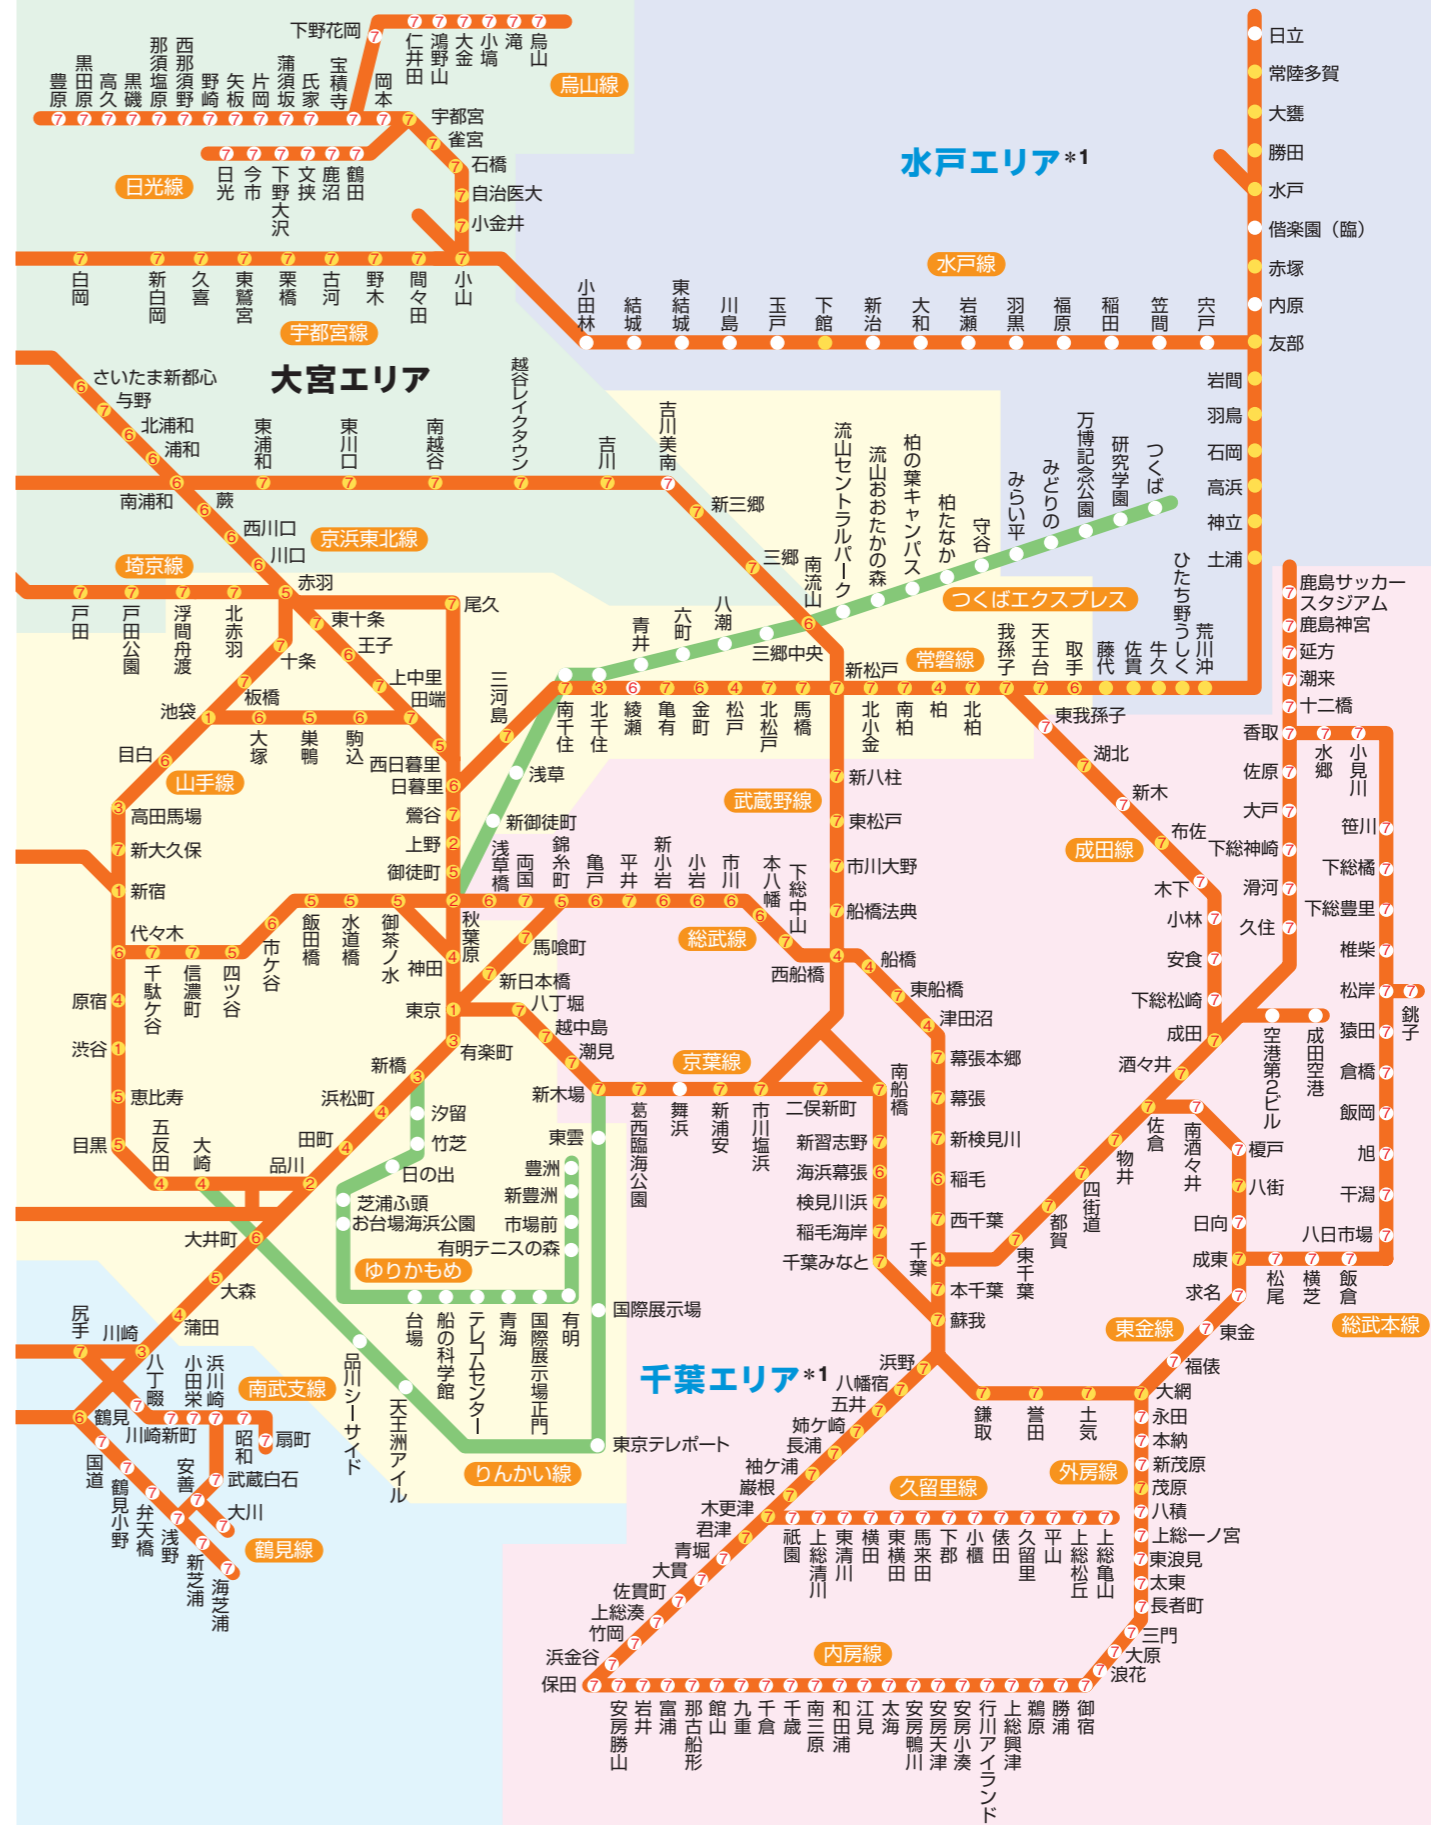 下野花岡
仁井田
鴻野山
大金
小塙
滝
烏山
烏山線
豊原
黒田原
高久
黒磯
那須塩原
西那須野
野崎
矢板
片岡
蒲須坂
氏家
宝積寺
岡本
宇都宮
雀宮
石橋
自治医大
小金井
日光
今市
下野大沢
文挟
鹿沼
鶴田
日光線
白岡
新白岡
久喜
東鷲宮
栗橋
古河
野木
間々田
小山
宇都宮線
大宮エリア
水戸エリア*1
水戸線
小田林
結城
東結城
川島
玉戸
下館
新治
大和
岩瀬
羽黒
福原
稲田
笠間
宍戸
日立
常陸多賀
大甕
勝田
水戸
偕楽園（臨）
赤塚
内原
友部
岩間
羽鳥
石岡
高浜
神立
土浦
荒川沖
ひたち野うしく
牛久
佐貫
藤代
取手
天王台
我孫子
常磐線
さいたま新都心
与野
北浦和
浦和
南浦和
蕨
西川口
川口
赤羽
京浜東北線
埼京線
東浦和
東川口
南越谷
越谷レイクタウン
吉川
吉川美南
新三郷
三郷
南流山
流山セントラルパーク
流山おおたかの森
柏の葉キャンパス
柏たなか
守谷
みらい平
みどりの
万博記念公園
研究学園
つくば
つくばエクスプレス
戸田
戸田公園
浮間舟渡
北赤羽
十条
板橋
池袋
東十条
王子
上中里
田端
尾久
大塚
巣鴨
駒込
目白
山手線
高田馬場
新大久保
新宿
代々木
原宿
渋谷
恵比寿
目黒
五反田
大崎
品川
西日暮里
日暮里
鶯谷
上野
御徒町
秋葉原
神田
東京
有楽町
新橋
浜松町
田町
三河島
南千住
北千住
綾瀬
亀有
金町
松戸
北松戸
馬橋
新松戸
北小金
南柏
柏
北柏
青井
六町
八潮
三郷中央
浅草
新御徒町
千駄ケ谷
信濃町
四ツ谷
市ケ谷
飯田橋
水道橋
御茶ノ水
浅草橋
両国
錦糸町
亀戸
平井
新小岩
小岩
市川
本八幡
下総中山
西船橋
総武線
馬喰町
新日本橋
八丁堀
越中島
潮見
新木場
京葉線
葛西臨海公園
舞浜
新浦安
市川塩浜
二俣新町
南船橋
新習志野
海浜幕張
検見川浜
稲毛海岸
千葉みなと
武蔵野線
新八柱
東松戸
市川大野
船橋法典
船橋
東船橋
津田沼
幕張本郷
幕張
新検見川
稲毛
西千葉
千葉
本千葉
蘇我
東我孫子
湖北
新木
布佐
木下
小林
安食
下総松崎
成田
成田線
酒々井
佐倉
物井
四街道
都賀
東千葉
空港第2ビル
成田空港
鹿島サッカー
スタジアム
鹿島神宮
延方
潮来
十二橋
香取
佐原
大戸
下総神崎
滑河
久住
水郷
小見川
笹川
下総橘
下総豊里
椎柴
松岸
銚子
猿田
倉橋
飯岡
旭
干潟
八日市場
飯倉
横芝
松尾
成東
総武本線
南酒々井
榎戸
八街
日向
求名
東金
福俵
大網
東金線
千葉エリア*1
鎌取
誉田
土気
外房線
永田
本納
新茂原
茂原
八積
上総一ノ宮
東浪見
太東
長者町
三門
大原
浪花
御宿
勝浦
鵜原
上総興津
行川アイランド
安房小湊
安房天津
安房鴨川
太海
江見
和田浦
南三原
千歳
千倉
九重
館山
那古船形
富浦
岩井
安房勝山
保田
内房線
浜野
八幡宿
五井
姉ケ崎
長浦
袖ケ浦
巌根
木更津
君津
青堀
大貫
佐貫町
上総湊
竹岡
浜金谷
久留里線
祇園
上総清川
東清川
横田
東横田
馬来田
下郡
小櫃
俵田
久留里
平山
上総松丘
上総亀山
汐留
竹芝
日の出
芝浦ふ頭
お台場海浜公園
台場
船の科学館
テレコムセンター
青海
国際展示場正門
有明
有明テニスの森
市場前
新豊洲
豊洲
ゆりかもめ
東雲
国際展示場
東京テレポート
天王洲アイル
品川シーサイド
りんかい線
大井町
大森
蒲田
川崎
尻手
八丁畷
鶴見
南武支線
川崎新町
小田栄
浜川崎
昭和
扇町
武蔵白石
大川
安善
国道
鶴見小野
弁天橋
浅野
新芝浦
海芝浦
鶴見線